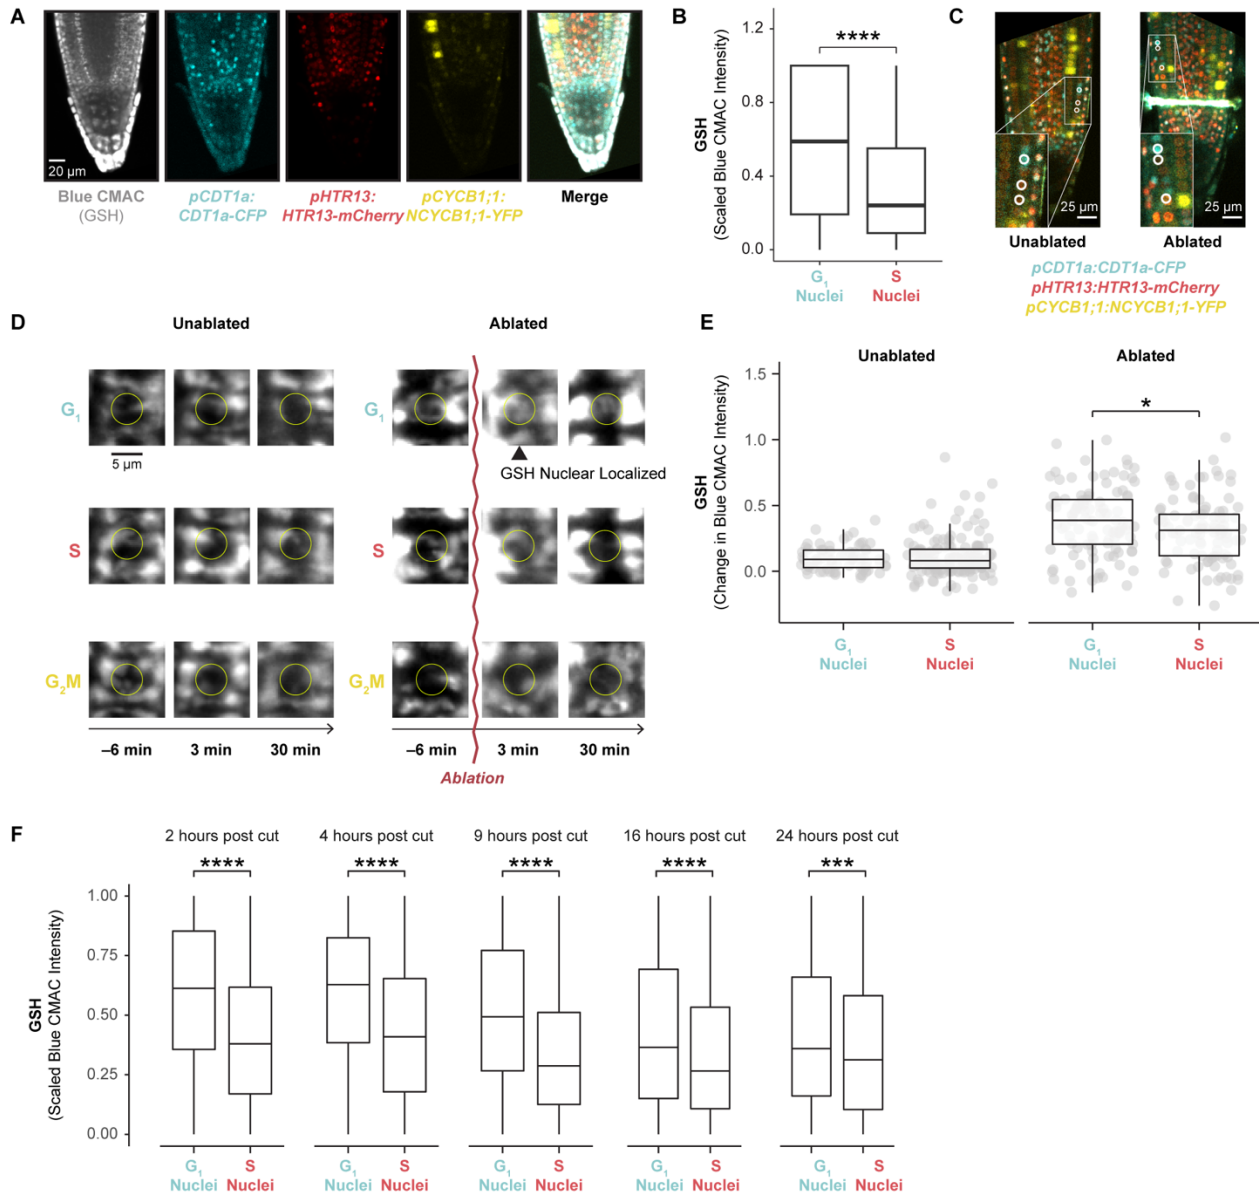 A
20 µm
Blue CMAC
(GSH)
pCDT1a:
CDT1a-CFP
pHTR13:
HTR13-mCherry
pCYCB1;1:
NCYCB1;1-YFP
Merge
B
GSH
(Scaled Blue CMAC Intensity)
1.2
0.8
0.4
0.0
****
G₁
Nuclei
S
Nuclei
C
25 µm
25 µm
Unablated
Ablated
pCDT1a:CDT1a-CFP
pHTR13:HTR13-mCherry
pCYCB1;1:NCYCB1;1-YFP
D
Unablated
Ablated
G₁
G₁
5 µm
GSH Nuclear Localized
S
S
G₂M
G₂M
–6 min
3 min
30 min
–6 min
3 min
30 min
Ablation
E
Unablated
Ablated
GSH
(Change in Blue CMAC Intensity)
1.5
1.0
0.5
0.0
*
G₁
Nuclei
S
Nuclei
G₁
Nuclei
S
Nuclei
F
2 hours post cut
4 hours post cut
9 hours post cut
16 hours post cut
24 hours post cut
****
****
****
****
***
GSH
(Scaled Blue CMAC Intensity)
1.00
0.75
0.50
0.25
0.00
G₁ S
Nuclei Nuclei
G₁ S
Nuclei Nuclei
G₁ S
Nuclei Nuclei
G₁ S
Nuclei Nuclei
G₁ S
Nuclei Nuclei